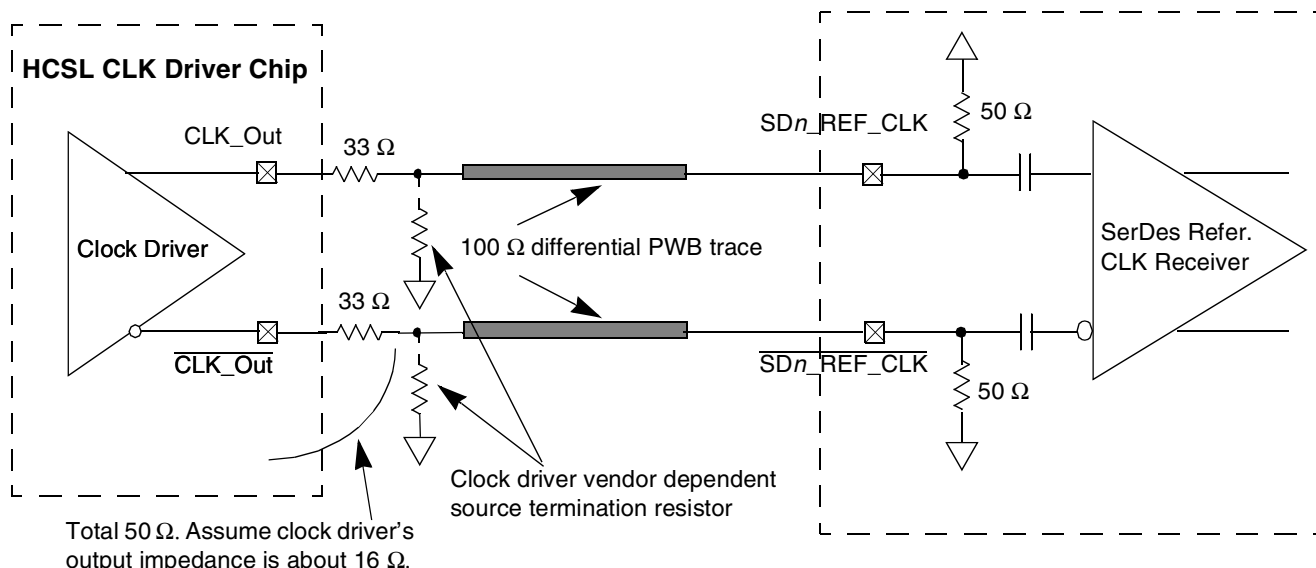 HCSL CLK Driver Chip
CLK_Out
33 Ω
SDn_REF_CLK
50 Ω
Clock Driver
100 Ω differential PWB trace
SerDes Refer.
CLK Receiver
33 Ω
CLK_Out
SDn_REF_CLK
50 Ω
Clock driver vendor dependent
source termination resistor
Total 50 Ω. Assume clock driver's
output impedance is about 16 Ω.